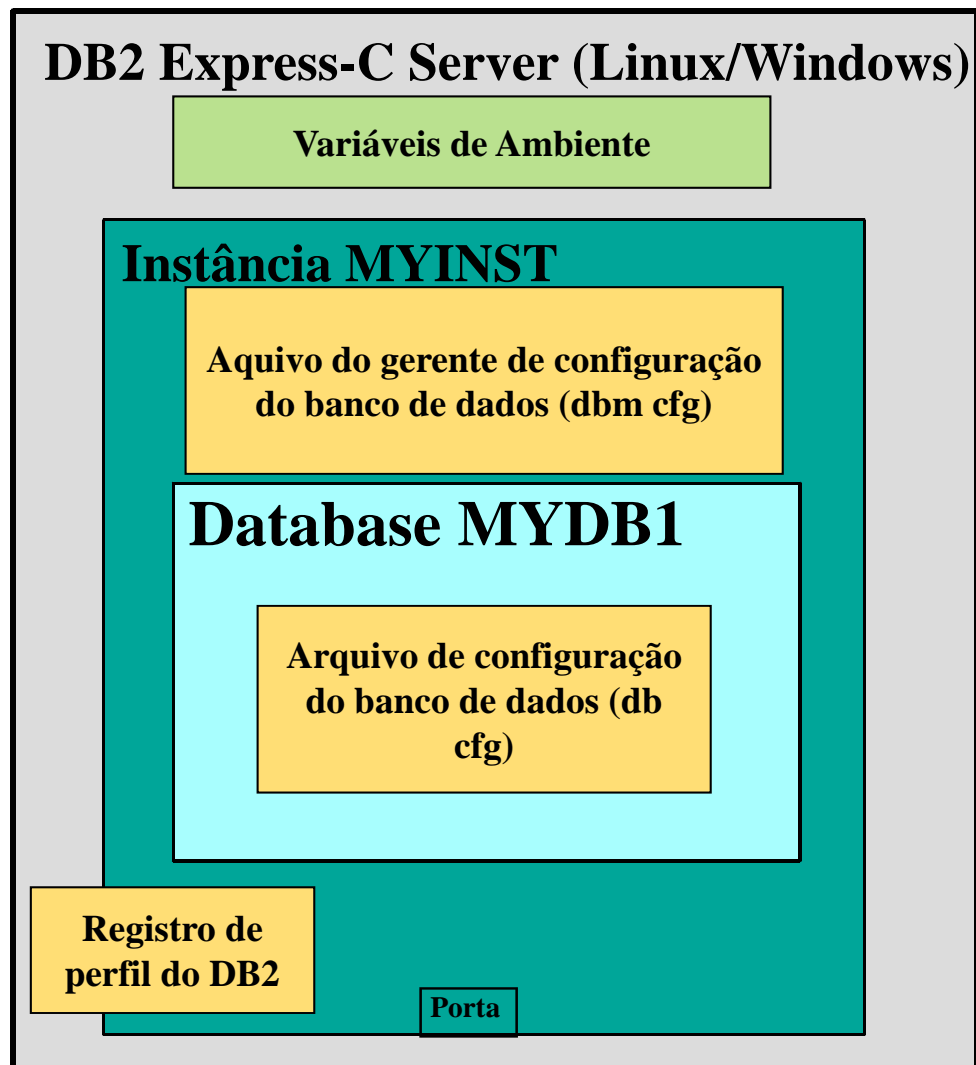 DB2 Express-C Server (Linux/Windows)
Variáveis de Ambiente
Instância MYINST
Aquivo do gerente de configuração
do banco de dados (dbm cfg)
Database MYDB1
Arquivo de configuração
do banco de dados (db
cfg)
Registro de
perfil do DB2
Porta